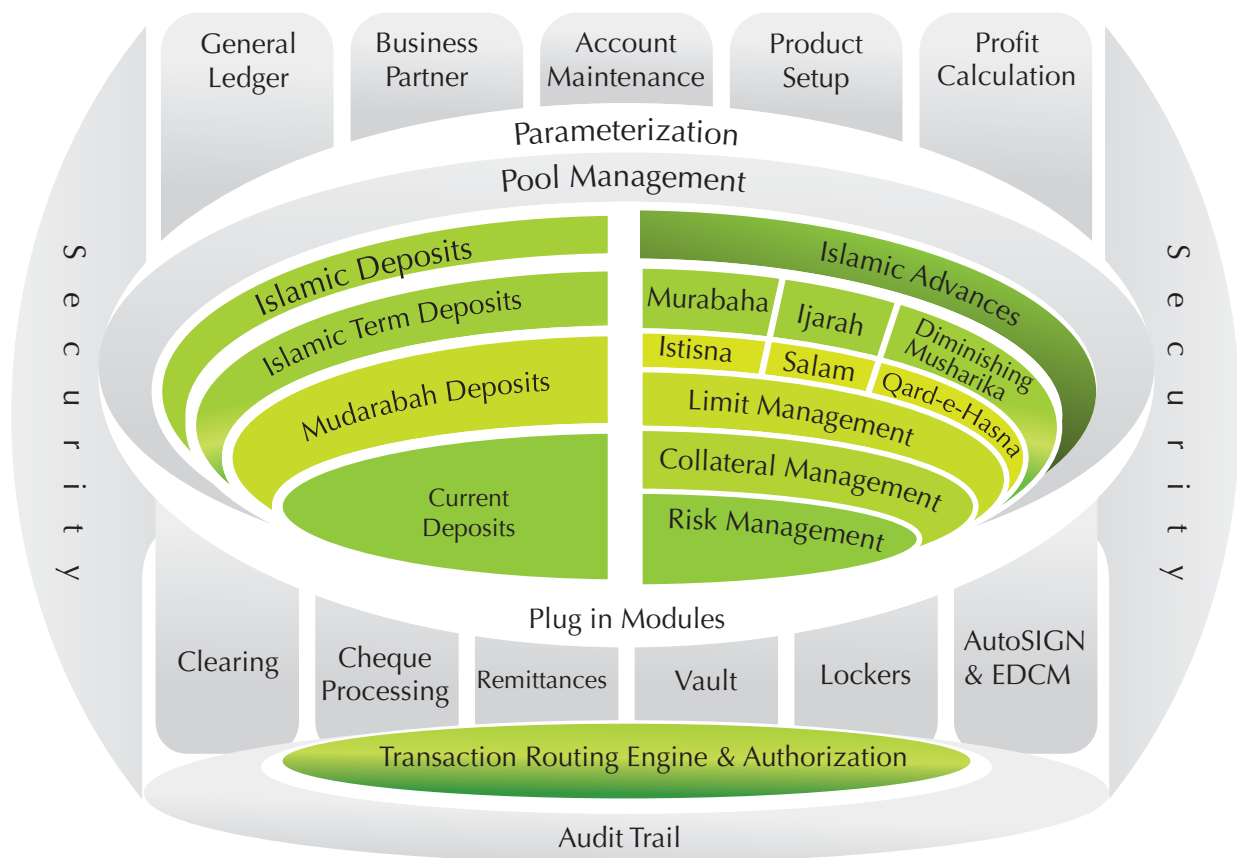 General
Ledger
Business
Partner
Account
Maintenance
Product
Setup
Profit
Calculation
Parameterization
Pool Management
Security
Security
Islamic Deposits
Islamic Term Deposits
Mudarabah Deposits
Current
Deposits
Islamic Advances
Murabaha
Ijarah
Diminishing
Musharika
Istisna
Salam
Qard-e-Hasna
Limit Management
Collateral Management
Risk Management
Plug in Modules
Clearing
Cheque
Processing
Remittances
Vault
Lockers
AutoSIGN
& EDCM
Transaction Routing Engine & Authorization
Audit Trail